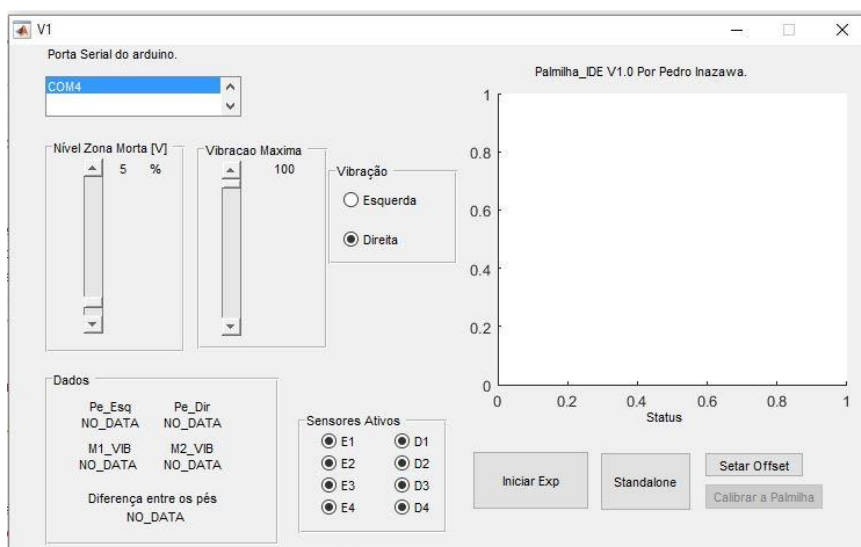 V1
Porta Serial do arduino.
COM4
Nível Zona Morta [V]
5 %
Vibracao Maxima
100
Vibração
Esquerda
Direita
Palmilha_IDE V1.0 Por Pedro Inazawa.
1
0.8
0.6
0.4
0.2
0
0 0.2 0.4 0.6 0.8 1
Status
Dados
Pe_Esq Pe_Dir
NO_DATA NO_DATA
M1_VIB M2_VIB
NO_DATA NO_DATA
Diferença entre os pés
NO_DATA
Sensores Ativos
E1 D1
E2 D2
E3 D3
E4 D4
Iniciar Exp
Standalone
Setar Offset
Calibrar a Palmilha